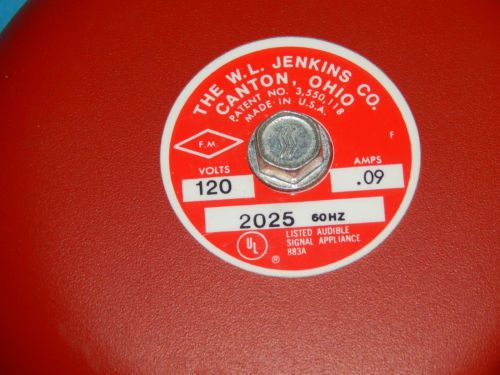 THE W.L. JENKINS CO.
CANTON, OHIO
PATENT NO. 3,550,118
MADE IN U.S.A.
F.M.
F
VOLTS
120
AMPS
.09
2025 60HZ
UL
®
LISTED AUDIBLE
SIGNAL APPLIANCE
883A